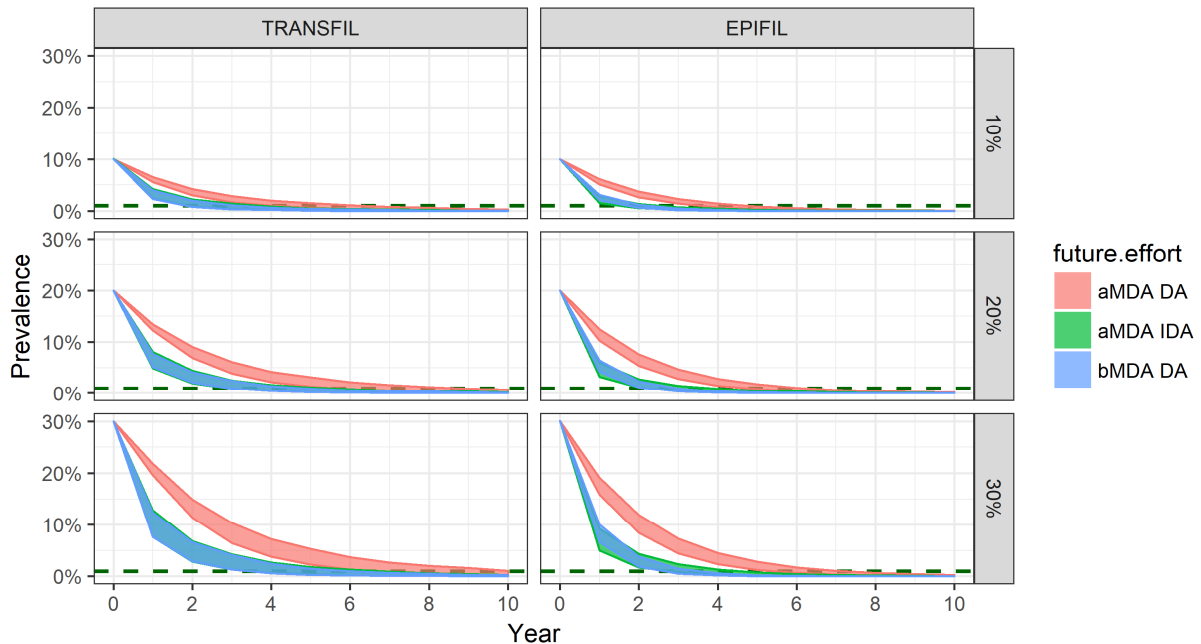 TRANSFIL
EPIFIL
30%
20%
10%
0%
10%
30%
20%
10%
0%
20%
30%
20%
10%
0%
30%
0 2 4 6 8 10
0 2 4 6 8 10
Prevalence
Year
future.effort
aMDA DA
aMDA IDA
bMDA DA